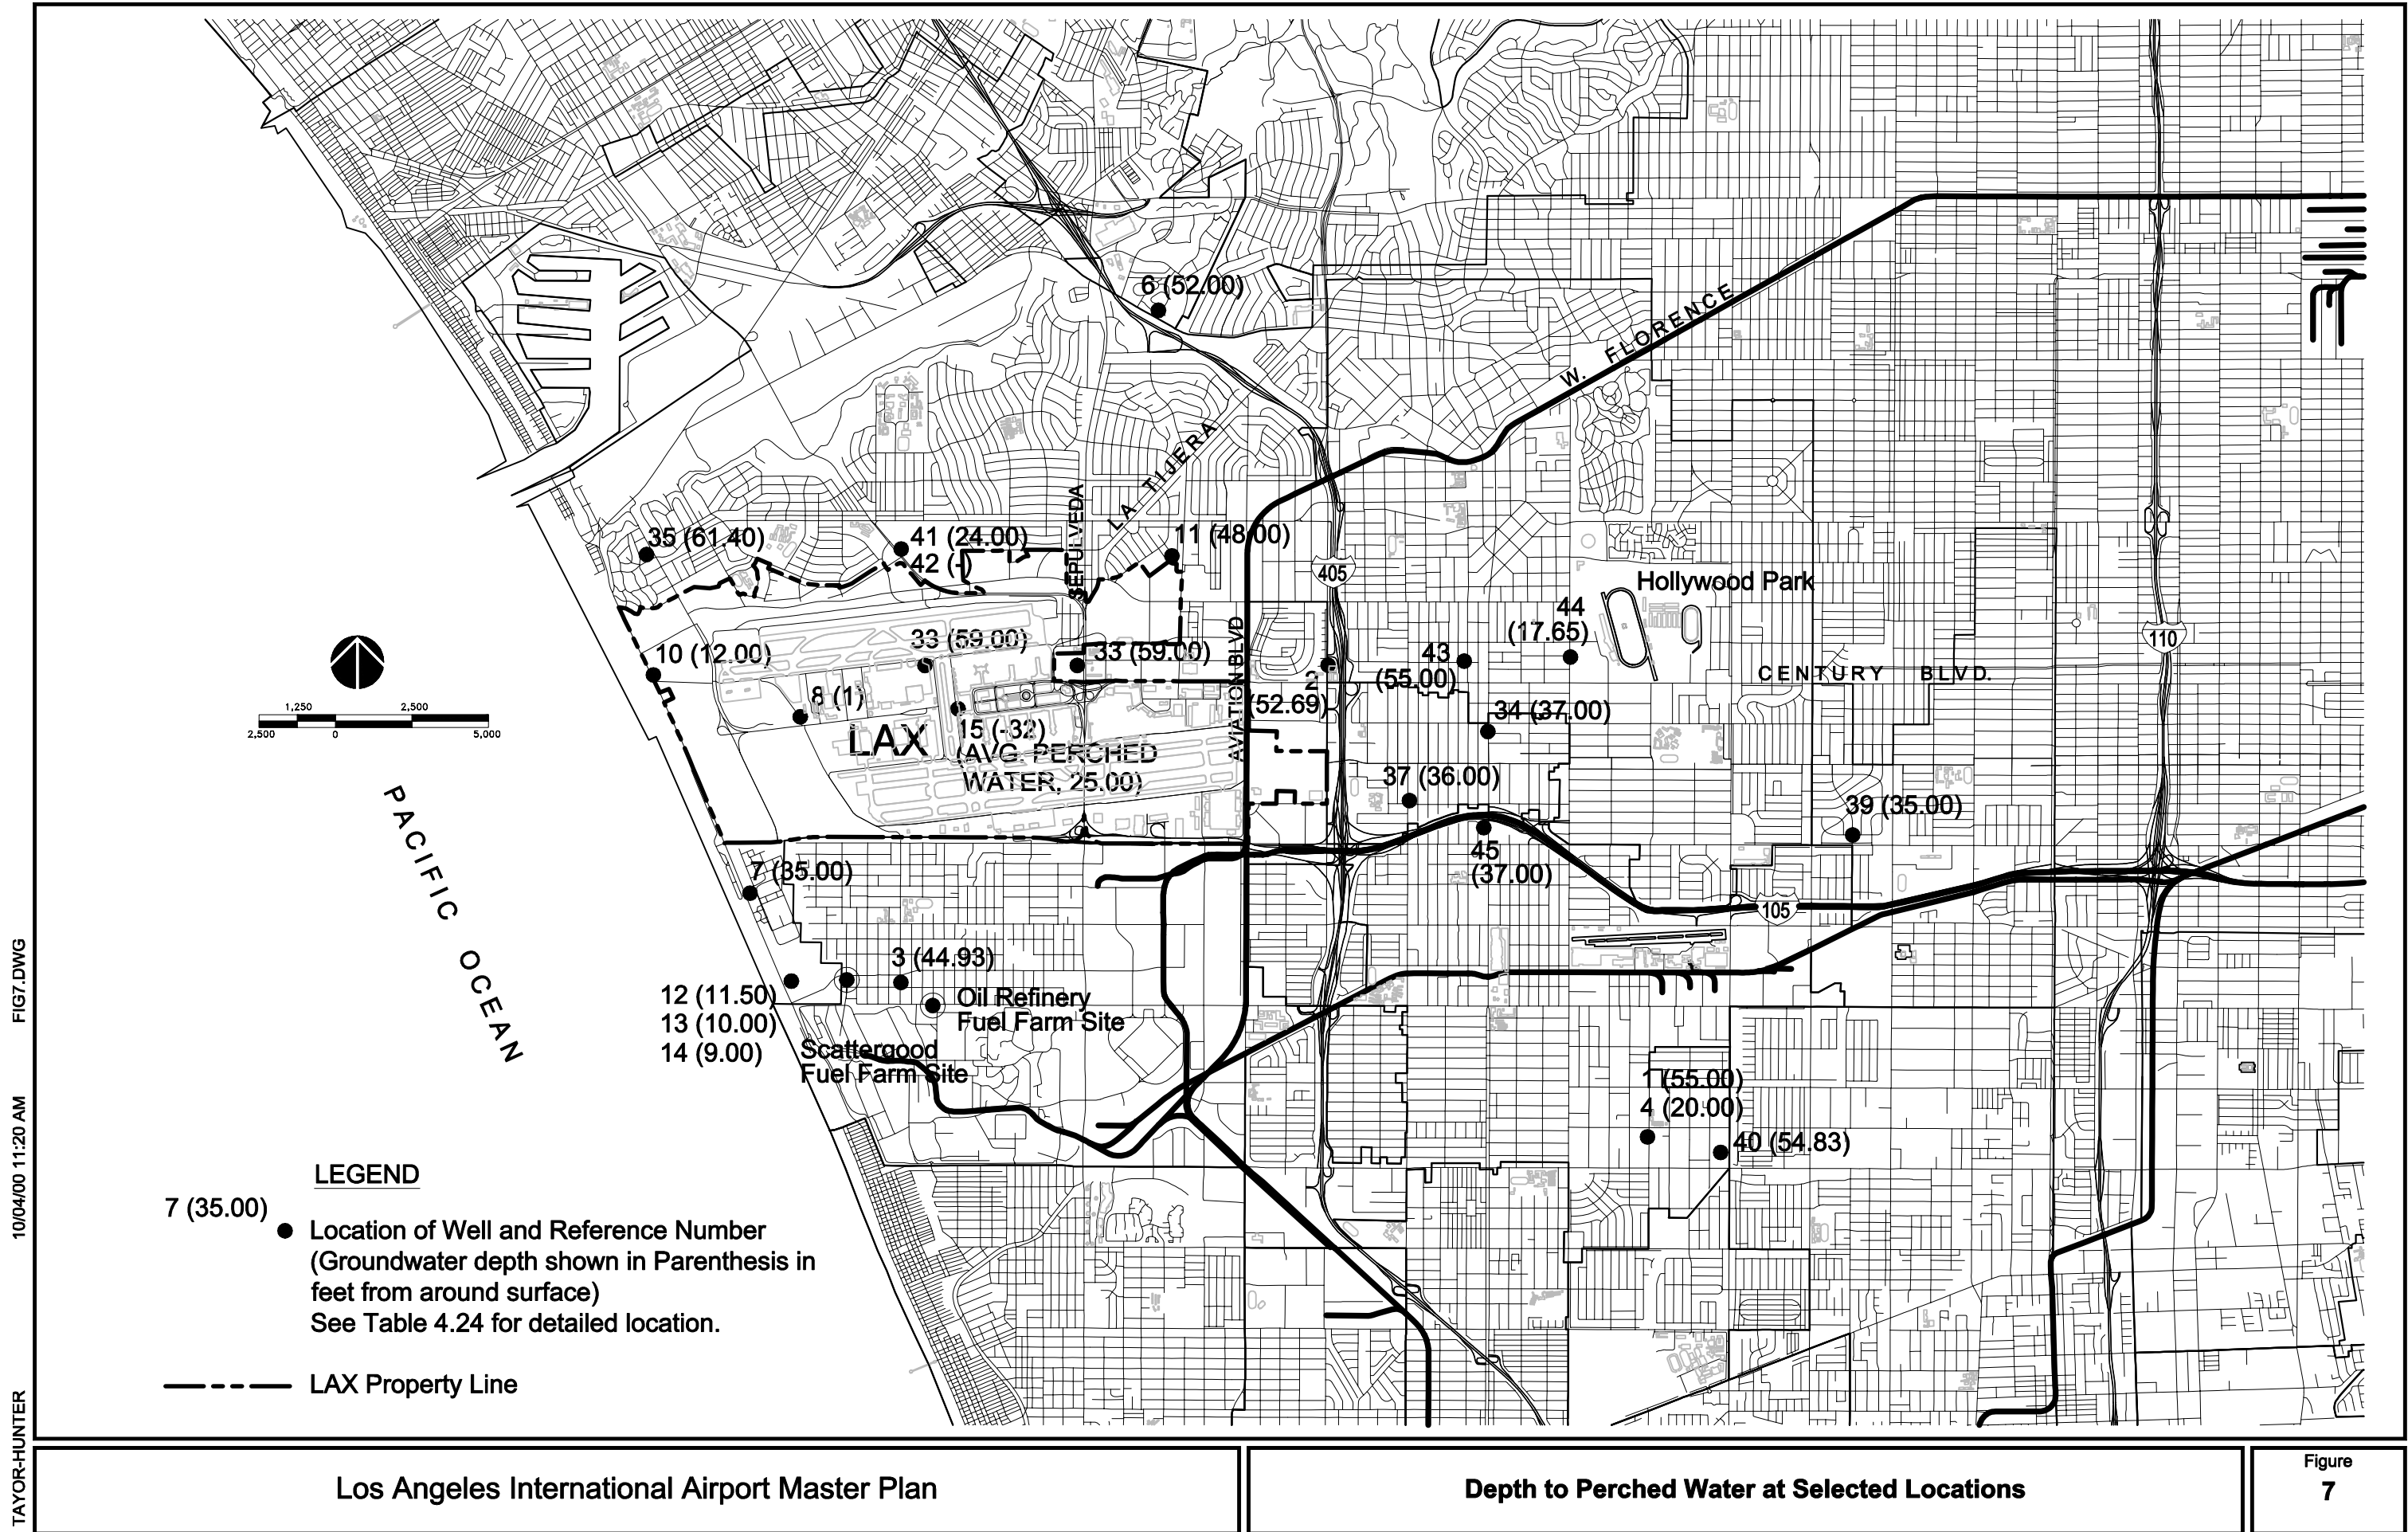 6 (52.00)
W. FLORENCE
LA TIJERA
SEPULVEDA
35 (61.40)
41 (24.00)
42 (-)
11 (48.00)
405
Hollywood Park
44
(17.65)
110
33 (59.00)
33 (59.00)
10 (12.00)
43
(55.00)
2
(52.69)
CENTURY BLVD.
AVIATION BLVD
8 (1)
LAX
15 (-32)
(AVG. PERCHED
WATER, 25.00)
34 (37.00)
1,250
2,500
2,500
0
5,000
37 (36.00)
39 (35.00)
45
(37.00)
7 (35.00)
105
PACIFIC OCEAN
3 (44.93)
12 (11.50)
13 (10.00)
14 (9.00)
Oil Refinery
Fuel Farm Site
Scattergood
Fuel Farm Site
1 (55.00)
4 (20.00)
40 (54.83)
LEGEND
7 (35.00)
Location of Well and Reference Number
(Groundwater depth shown in Parenthesis in
feet from around surface)
See Table 4.24 for detailed location.
LAX Property Line
TAYOR-HUNTER 10/04/00 11:20 AM FIG7.DWG
Los Angeles International Airport Master Plan
Depth to Perched Water at Selected Locations
Figure
7